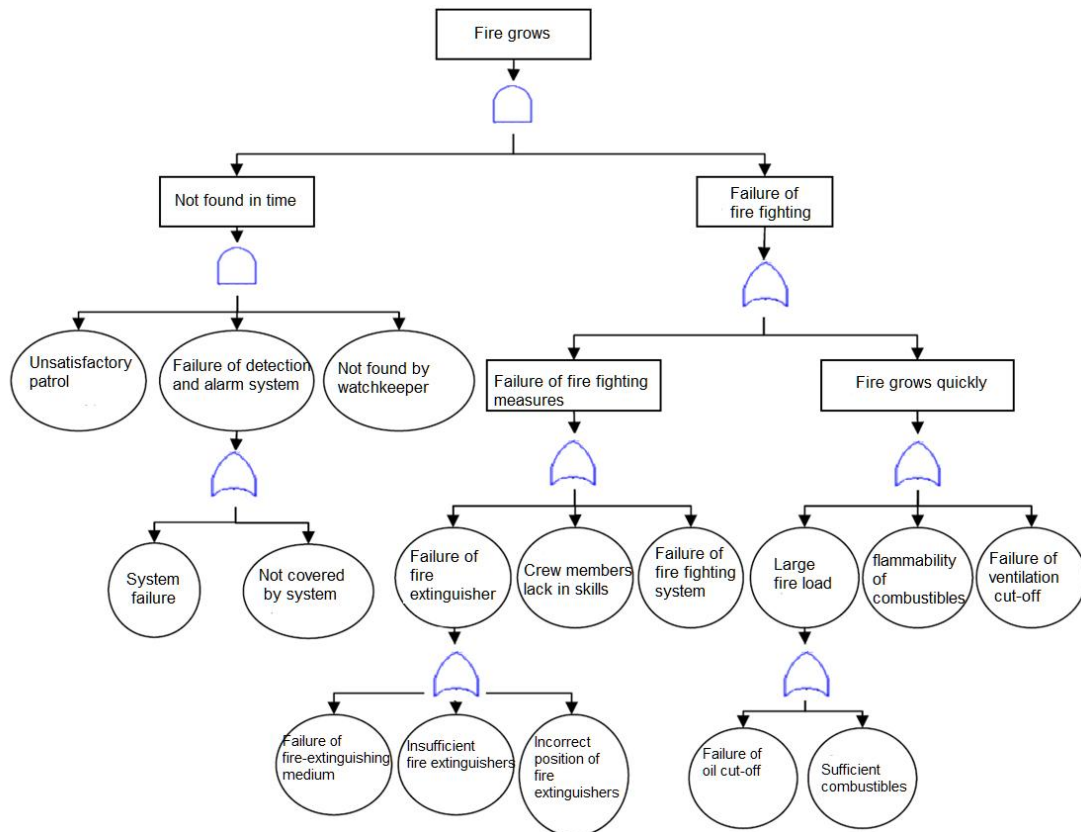 Fire grows
Not found in time
Failure of
fire fighting
Unsatisfactory
patrol
Failure of detection
and alarm system
Not found by
watchkeeper
Failure of fire fighting
measures
Fire grows quickly
System
failure
Not covered
by system
Failure of
fire
extinguisher
Crew members
lack in skills
Failure of
fire fighting
system
Large
fire load
flammability
of
combustibles
Failure of
ventilation
cut-off
Failure of
fire-extinguishing
medium
Insufficient
fire extinguishers
Incorrect
position of
fire
extinguishers
Failure of
oil cut-off
Sufficient
combustibles